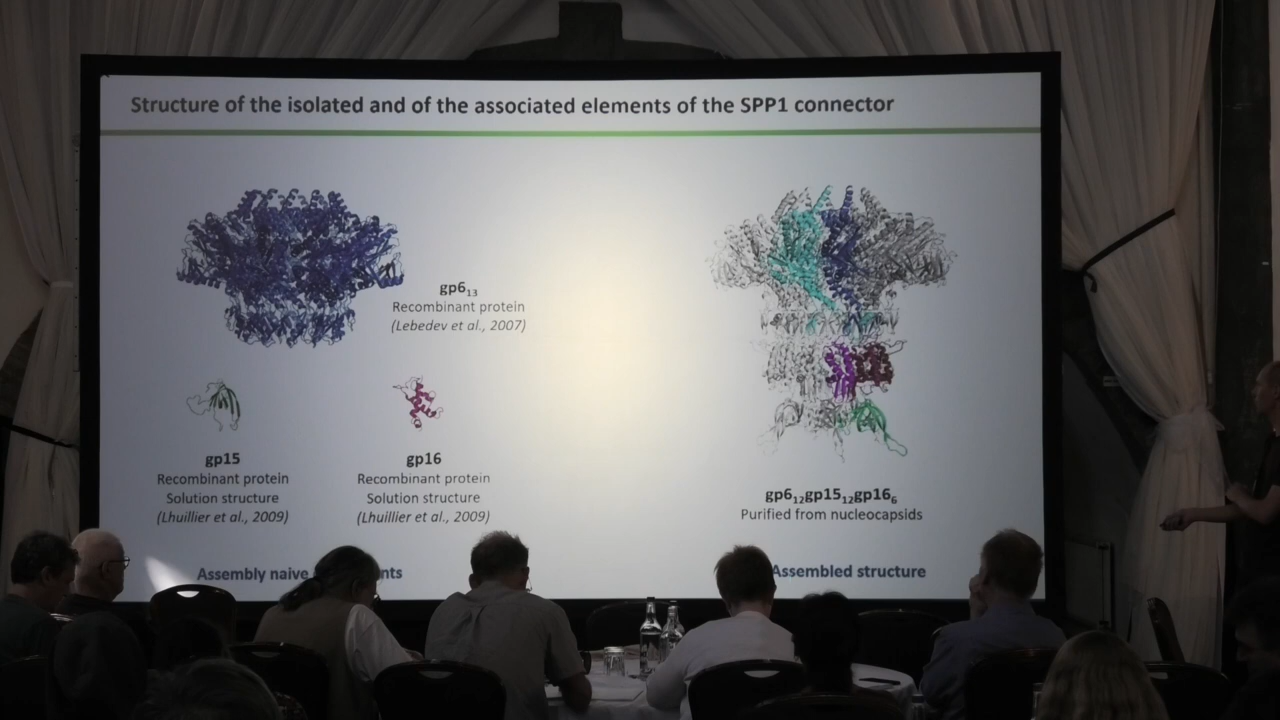 Structure of the isolated and of the associated elements of the SPP1 connector
gp6₁₃
Recombinant protein
(Lebedev et al., 2007)
gp15
Recombinant protein
Solution structure
(Lhuillier et al., 2009)
gp16
Recombinant protein
Solution structure
(Lhuillier et al., 2009)
gp6₁₂gp15₁₂gp16₆
Purified from nucleocapsids
Assembly naive
Assembled structure